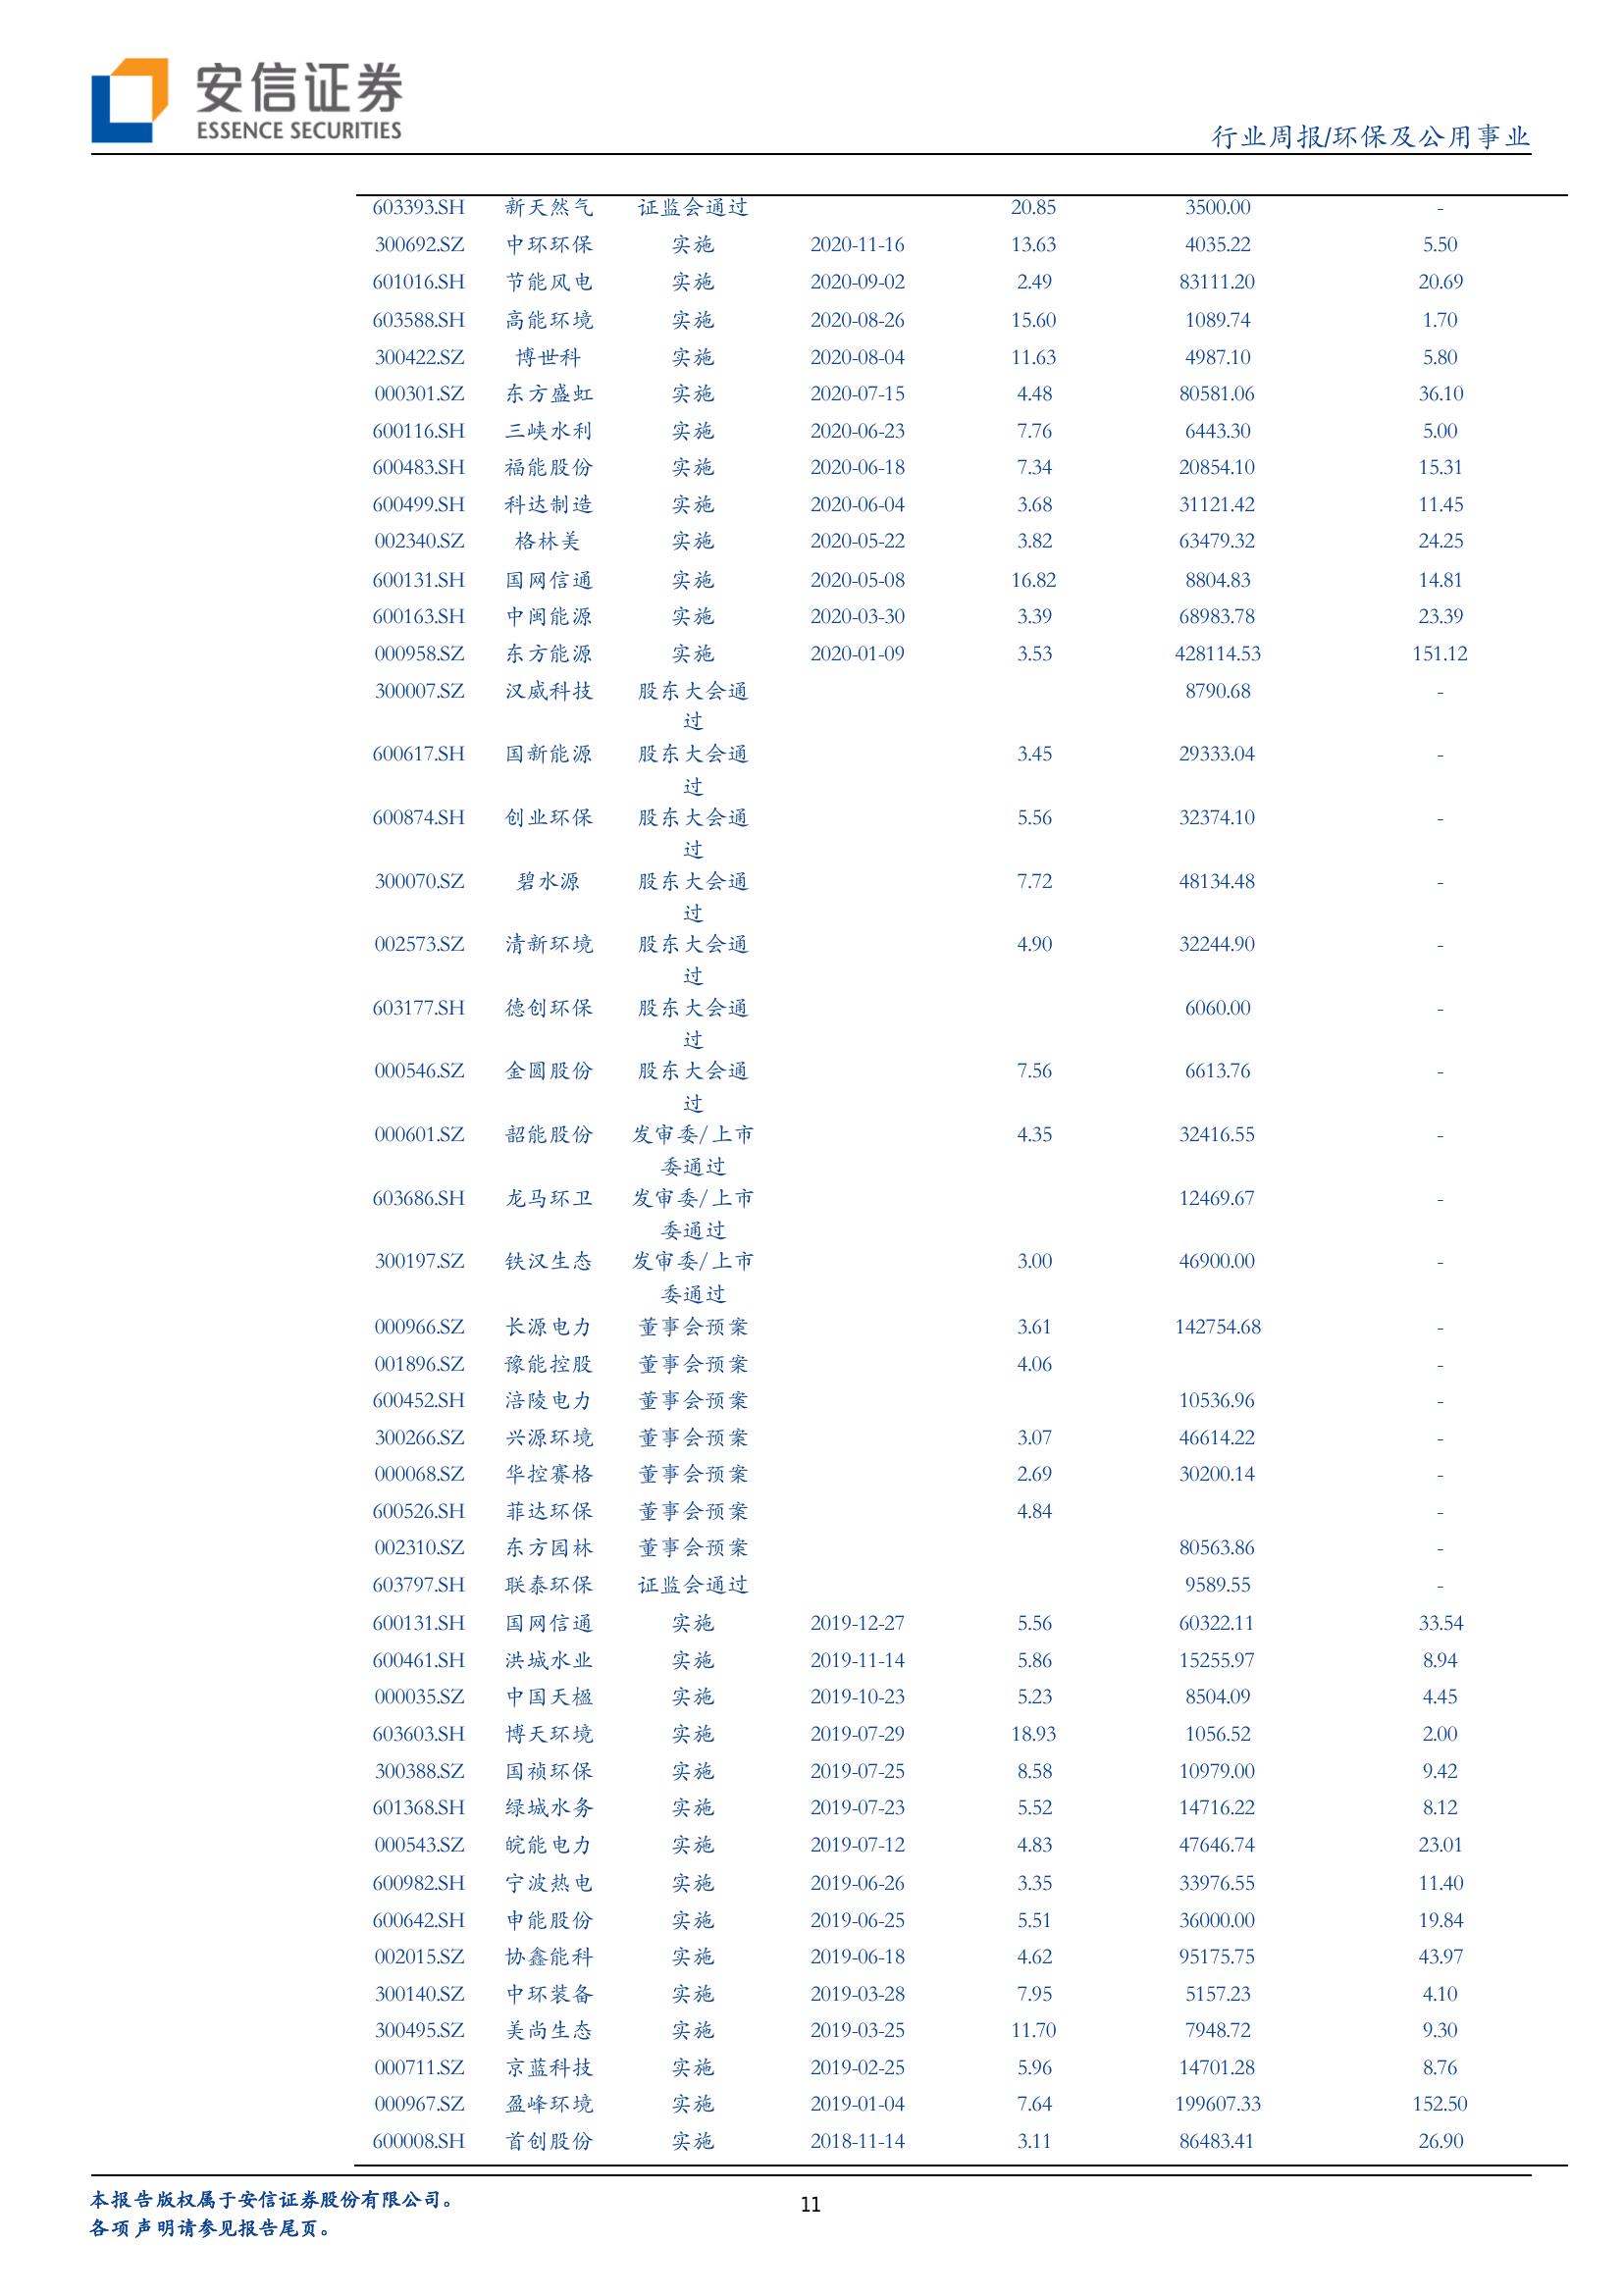 安信证券
ESSENCE SECURITIES
行业周报/环保及公用事业
603393.SH 新天然气 证监会通过 20.85 3500.00 -
300692.SZ 中环环保 实施 2020-11-16 13.63 4035.22 5.50
601016.SH 节能风电 实施 2020-09-02 2.49 83111.20 20.69
603588.SH 高能环境 实施 2020-08-26 15.60 1089.74 1.70
300422.SZ 博世科 实施 2020-08-04 11.63 4987.10 5.80
000301.SZ 东方盛虹 实施 2020-07-15 4.48 80581.06 36.10
600116.SH 三峡水利 实施 2020-06-23 7.76 6443.30 5.00
600483.SH 福能股份 实施 2020-06-18 7.34 20854.10 15.31
600499.SH 科达制造 实施 2020-06-04 3.68 31121.42 11.45
002340.SZ 格林美 实施 2020-05-22 3.82 63479.32 24.25
600131.SH 国网信通 实施 2020-05-08 16.82 8804.83 14.81
600163.SH 中闽能源 实施 2020-03-30 3.39 68983.78 23.39
000958.SZ 东方能源 实施 2020-01-09 3.53 428114.53 151.12
300007.SZ 汉威科技 股东大会通 8790.68 -
过
600617.SH 国新能源 股东大会通 3.45 29333.04 -
过
600874.SH 创业环保 股东大会通 5.56 32374.10 -
过
300070.SZ 碧水源 股东大会通 7.72 48134.48 -
过
002573.SZ 清新环境 股东大会通 4.90 32244.90 -
过
603177.SH 德创环保 股东大会通 6060.00 -
过
000546.SZ 金圆股份 股东大会通 7.56 6613.76 -
过
000601.SZ 韶能股份 发审委/上市 4.35 32416.55 -
委通过
603686.SH 龙马环卫 发审委/上市 12469.67 -
委通过
300197.SZ 铁汉生态 发审委/上市 3.00 46900.00 -
委通过
000966.SZ 长源电力 董事会预案 3.61 142754.68 -
001896.SZ 豫能控股 董事会预案 4.06 -
600452.SH 涪陵电力 董事会预案 10536.96 -
300266.SZ 兴源环境 董事会预案 3.07 46614.22 -
000068.SZ 华控赛格 董事会预案 2.69 30200.14 -
600526.SH 菲达环保 董事会预案 4.84 -
002310.SZ 东方园林 董事会预案 80563.86 -
603797.SH 联泰环保 证监会通过 9589.55 -
600131.SH 国网信通 实施 2019-12-27 5.56 60322.11 33.54
600461.SH 洪城水业 实施 2019-11-14 5.86 15255.97 8.94
000035.SZ 中国天楹 实施 2019-10-23 5.23 8504.09 4.45
603603.SH 博天环境 实施 2019-07-29 18.93 1056.52 2.00
300388.SZ 国祯环保 实施 2019-07-25 8.58 10979.00 9.42
601368.SH 绿城水务 实施 2019-07-23 5.52 14716.22 8.12
000543.SZ 皖能电力 实施 2019-07-12 4.83 47646.74 23.01
600982.SH 宁波热电 实施 2019-06-26 3.35 33976.55 11.40
600642.SH 申能股份 实施 2019-06-25 5.51 36000.00 19.84
002015.SZ 协鑫能科 实施 2019-06-18 4.62 95175.75 43.97
300140.SZ 中环装备 实施 2019-03-28 7.95 5157.23 4.10
300495.SZ 美尚生态 实施 2019-03-25 11.70 7948.72 9.30
000711.SZ 京蓝科技 实施 2019-02-25 5.96 14701.28 8.76
000967.SZ 盈峰环境 实施 2019-01-04 7.64 199607.33 152.50
600008.SH 首创股份 实施 2018-11-14 3.11 86483.41 26.90
本报告版权属于安信证券股份有限公司。
各项声明请参见报告尾页。
11